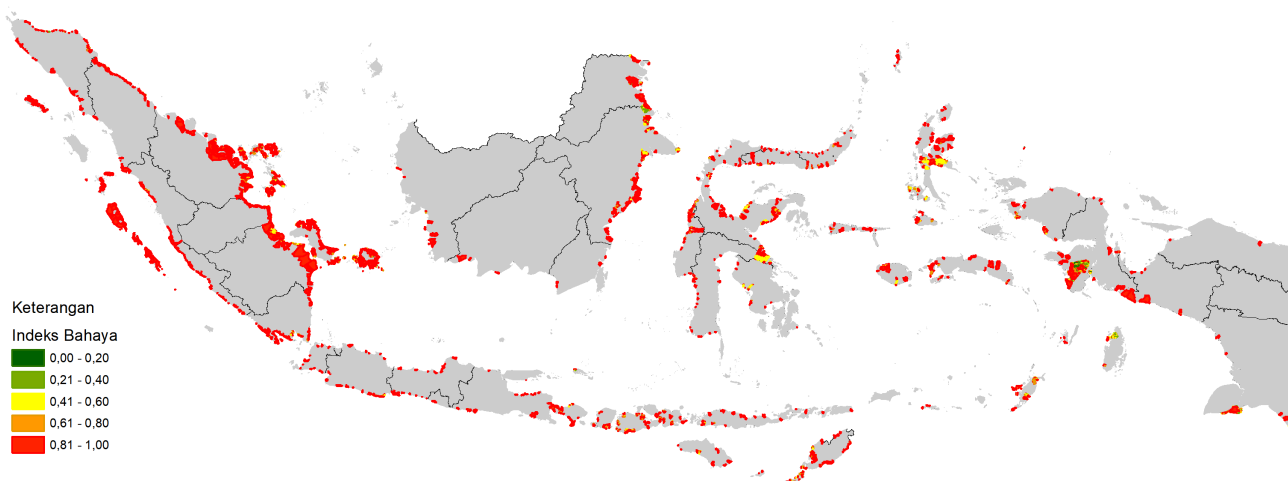 Keterangan
Indeks Bahaya
0,00 - 0,20
0,21 - 0,40
0,41 - 0,60
0,61 - 0,80
0,81 - 1,00